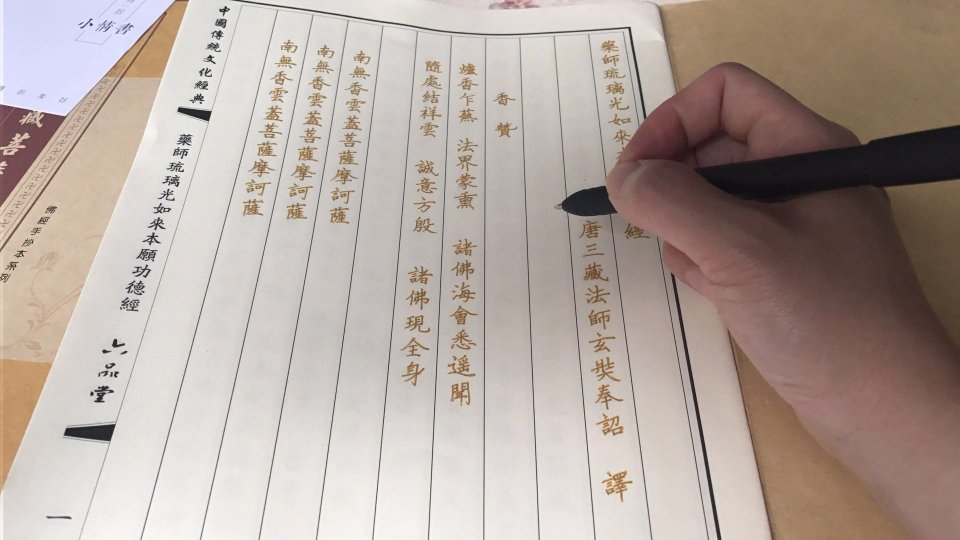 藥師琉璃光如來
經
唐三藏法師玄奘奉詔 譯
香 贊
爐香乍爇 法界蒙熏 諸佛海會悉遥聞
隨處結祥雲 誠意方殷 諸佛現全身
南無香雲蓋菩薩摩訶薩
南無香雲蓋菩薩摩訶薩
南無香雲蓋菩薩摩訶薩
中國傳統文化經典
藥師琉璃光如來本願功德經
六品堂
一
小情書
藏菩
佛經手抄本系列